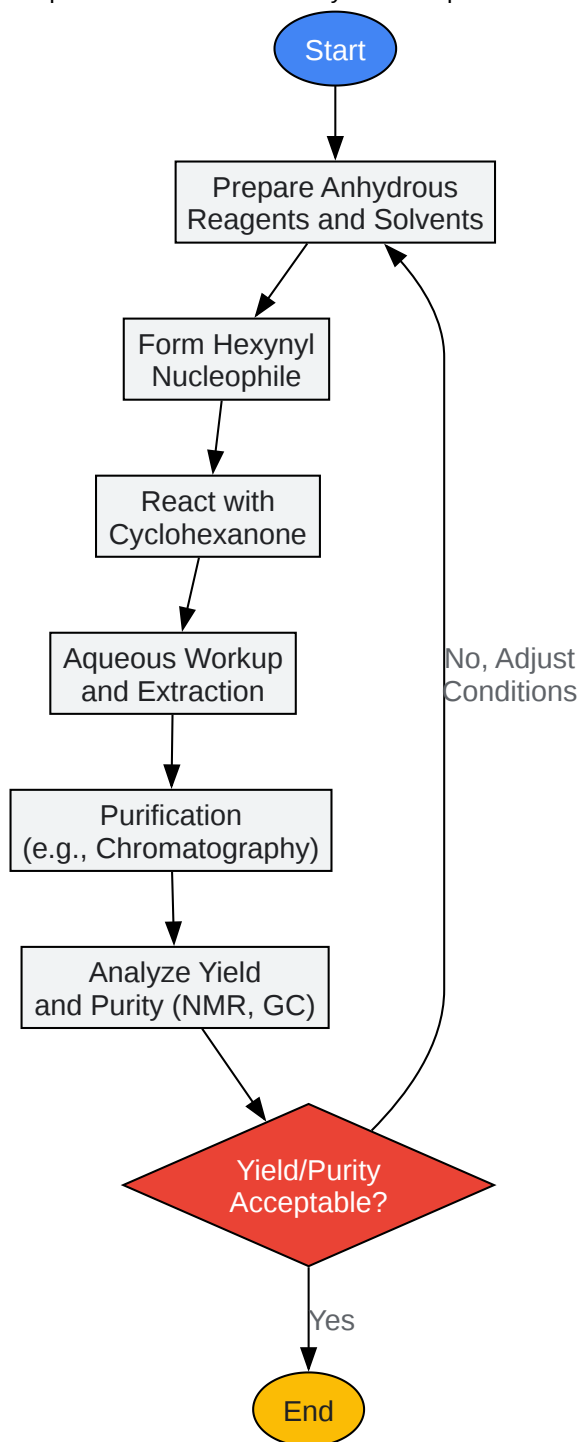 Start
Prepare Anhydrous
Reagents and Solvents
Form Hexynyl
Nucleophile
React with
Cyclohexanone
Aqueous Workup
and Extraction
No, Adjust
Conditions
Purification
(e.g., Chromatography)
Analyze Yield
and Purity (NMR, GC)
Yield/Purity
Acceptable?
Yes
End